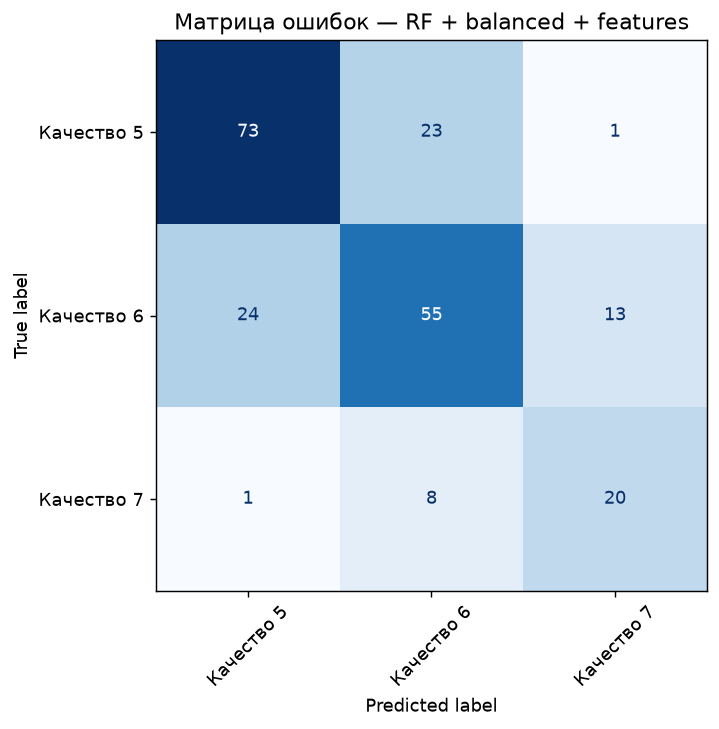 Матрица ошибок — RF + balanced + features
True label
Качество 5
73 23 1
Качество 6
24 55 13
Качество 7
1 8 20
Качество 5 Качество 6 Качество 7
Predicted label